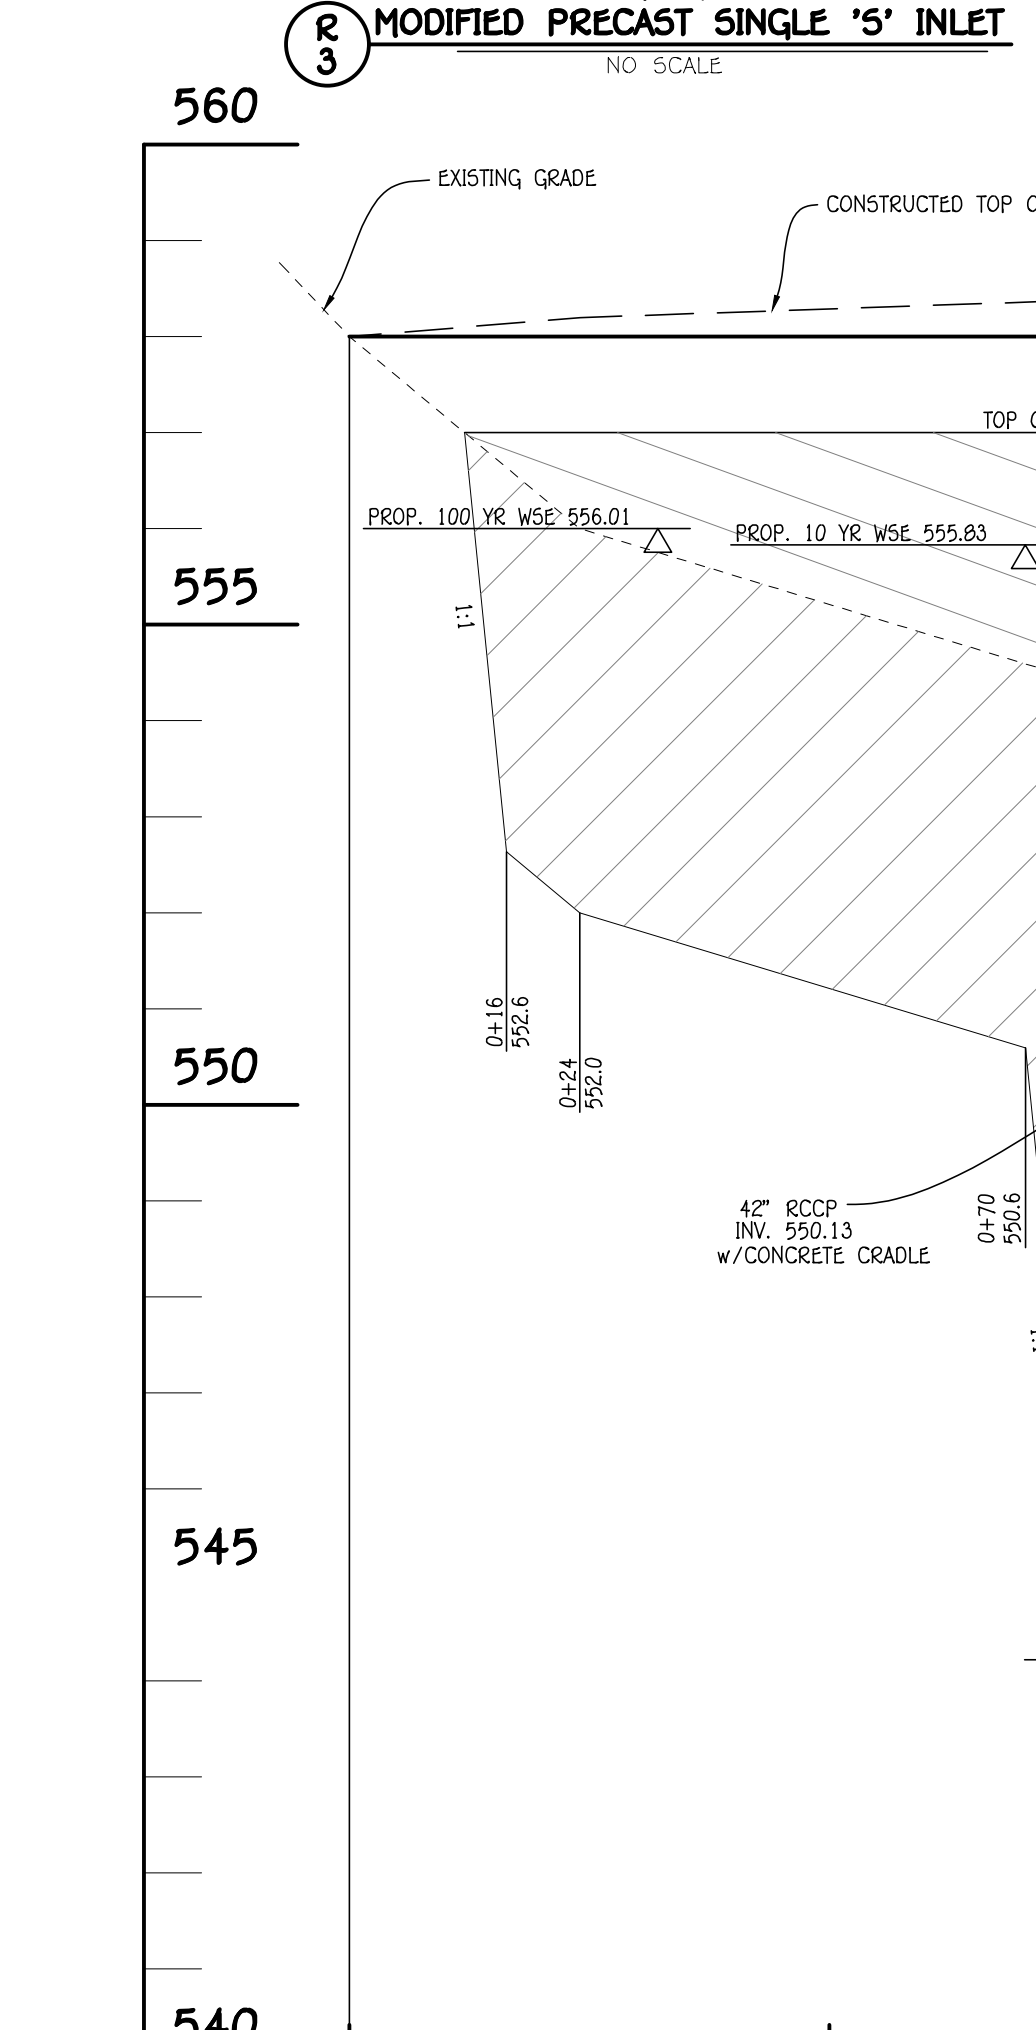 R
3
MODIFIED PRECAST SINGLE 'S' INLET
NO SCALE
560
EXISTING GRADE
CONSTRUCTED TOP
TOP
PROP. 100 YR WSE 556.01
PROP. 10 YR WSE 555.83
555
1:1
0+16
552.6
0+24
552.0
550
0+70
550.6
42" RCCP
INV. 550.13
w/CONCRETE CRADLE
545
540